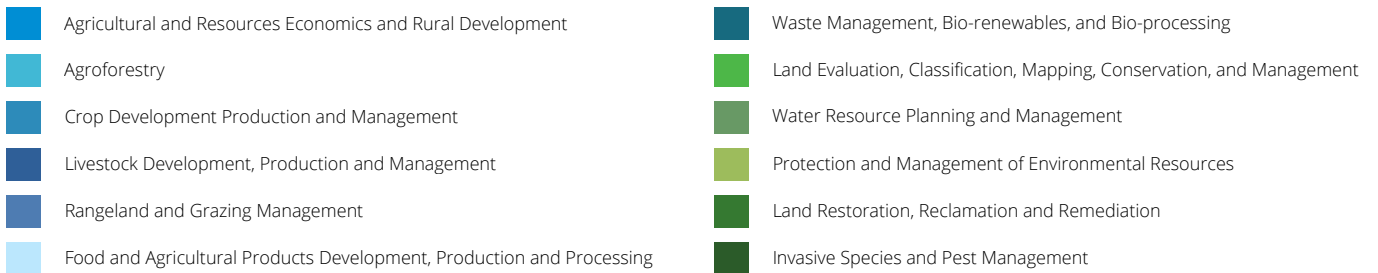 Agricultural and Resources Economics and Rural Development
Agroforestry
Crop Development Production and Management
Livestock Development, Production and Management
Rangeland and Grazing Management
Food and Agricultural Products Development, Production and Processing
Waste Management, Bio-renewables, and Bio-processing
Land Evaluation, Classification, Mapping, Conservation, and Management
Water Resource Planning and Management
Protection and Management of Environmental Resources
Land Restoration, Reclamation and Remediation
Invasive Species and Pest Management